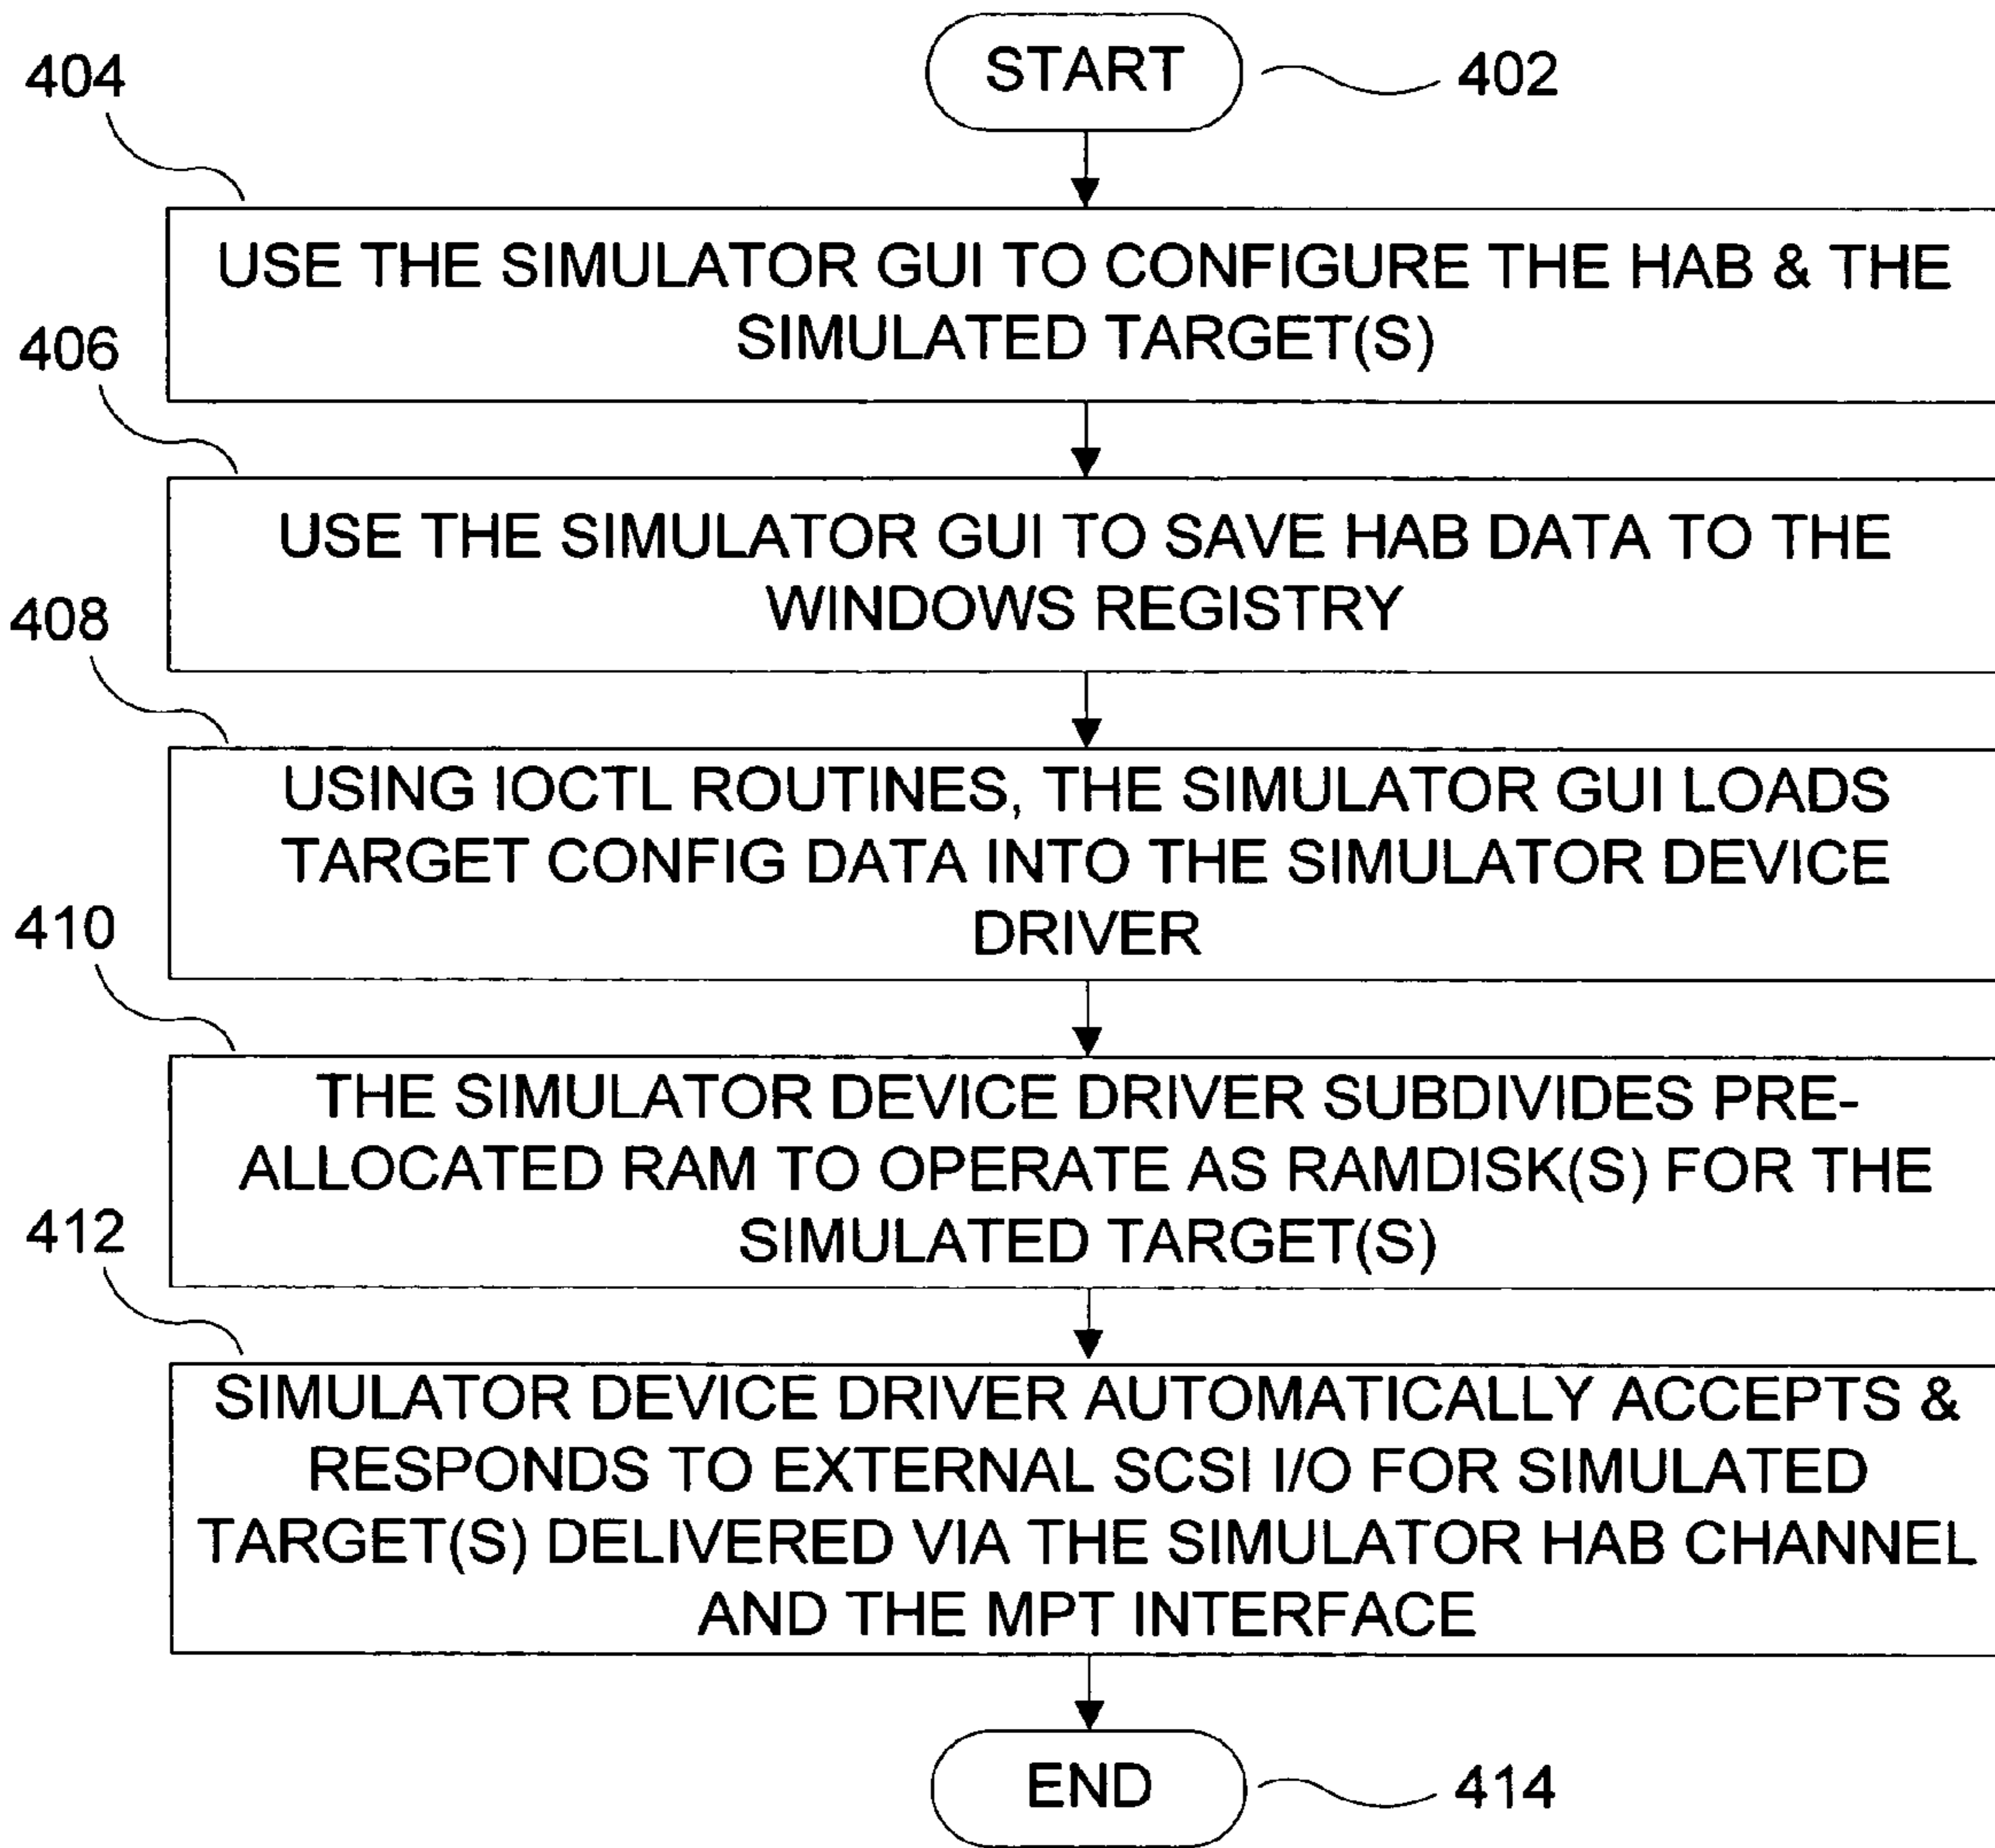 START
402
404
USE THE SIMULATOR GUI TO CONFIGURE THE HAB & THE
SIMULATED TARGET(S)
406
USE THE SIMULATOR GUI TO SAVE HAB DATA TO THE
WINDOWS REGISTRY
408
USING IOCTL ROUTINES, THE SIMULATOR GUI LOADS
TARGET CONFIG DATA INTO THE SIMULATOR DEVICE
DRIVER
410
THE SIMULATOR DEVICE DRIVER SUBDIVIDES PRE-
ALLOCATED RAM TO OPERATE AS RAMDISK(S) FOR THE
SIMULATED TARGET(S)
412
SIMULATOR DEVICE DRIVER AUTOMATICALLY ACCEPTS &
RESPONDS TO EXTERNAL SCSI I/O FOR SIMULATED
TARGET(S) DELIVERED VIA THE SIMULATOR HAB CHANNEL
AND THE MPT INTERFACE
END
414